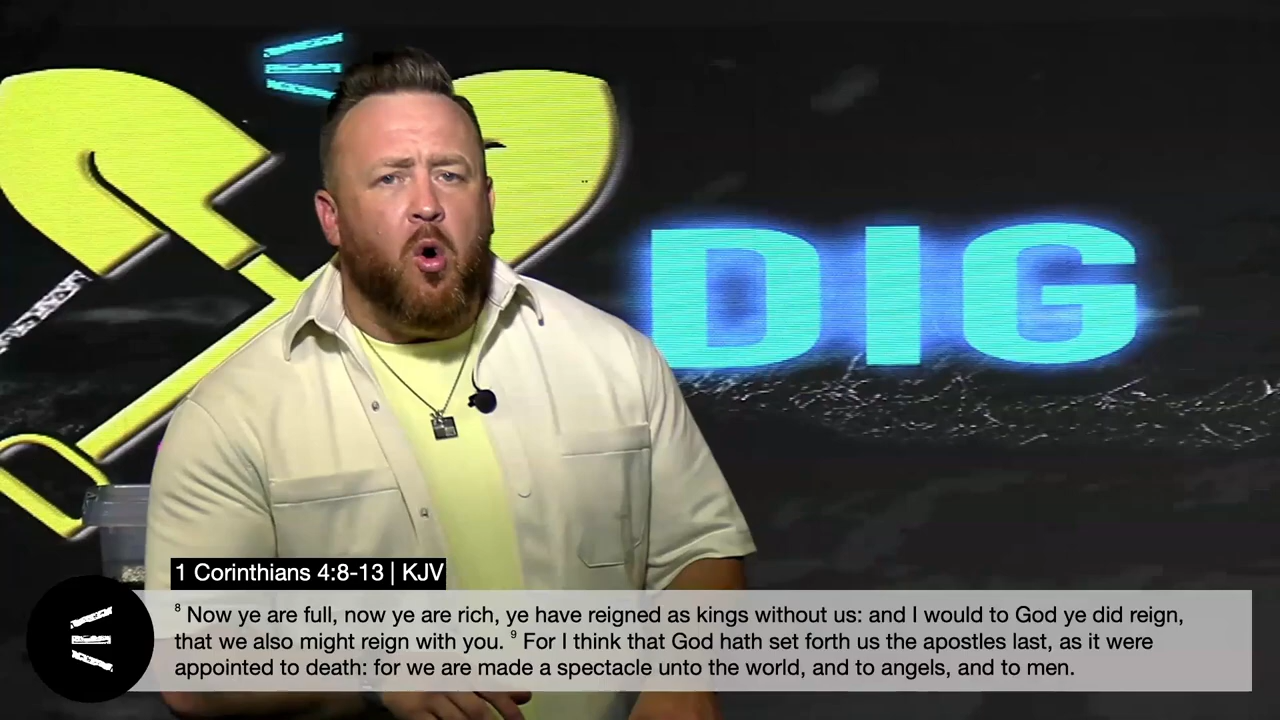 DIG
1 Corinthians 4:8-13 | KJV
⁸ Now ye are full, now ye are rich, ye have reigned as kings without us: and I would to God ye did reign,
that we also might reign with you. ⁹ For I think that God hath set forth us the apostles last, as it were
appointed to death: for we are made a spectacle unto the world, and to angels, and to men.